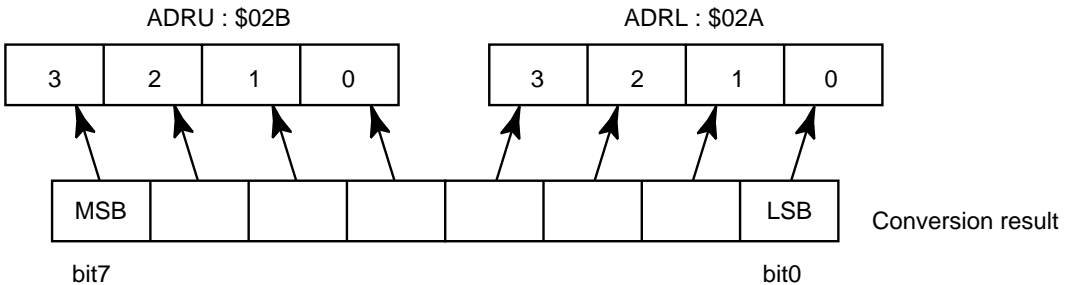 ADRU : $02B
ADRL : $02A
3 2 1 0
3 2 1 0
MSB
LSB
Conversion result
bit7
bit0